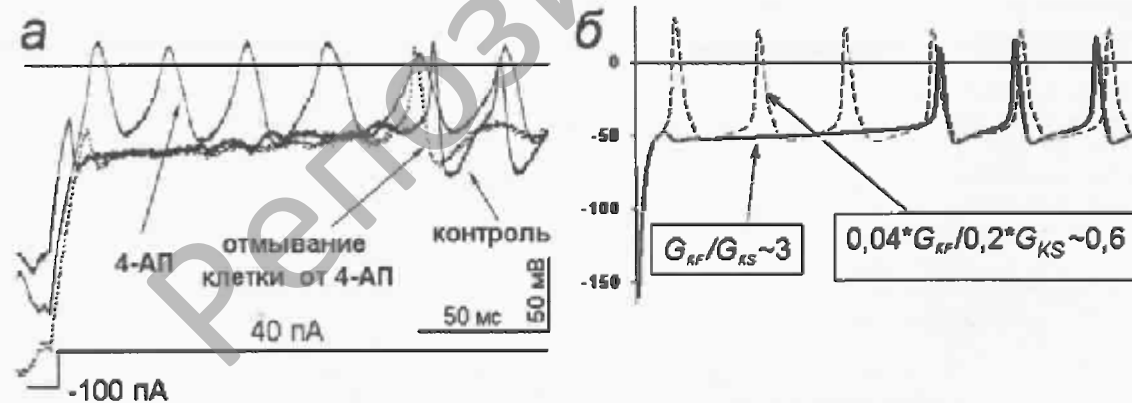 а
4-АП
отмывание
клетки от 4-АП
контроль
50 мс
50 мВ
40 пА
-100 пА
б
0
-50
-100
-150
G_KF/G_KS~3
0,04*G_KF/0,2*G_KS~0,6
Репози